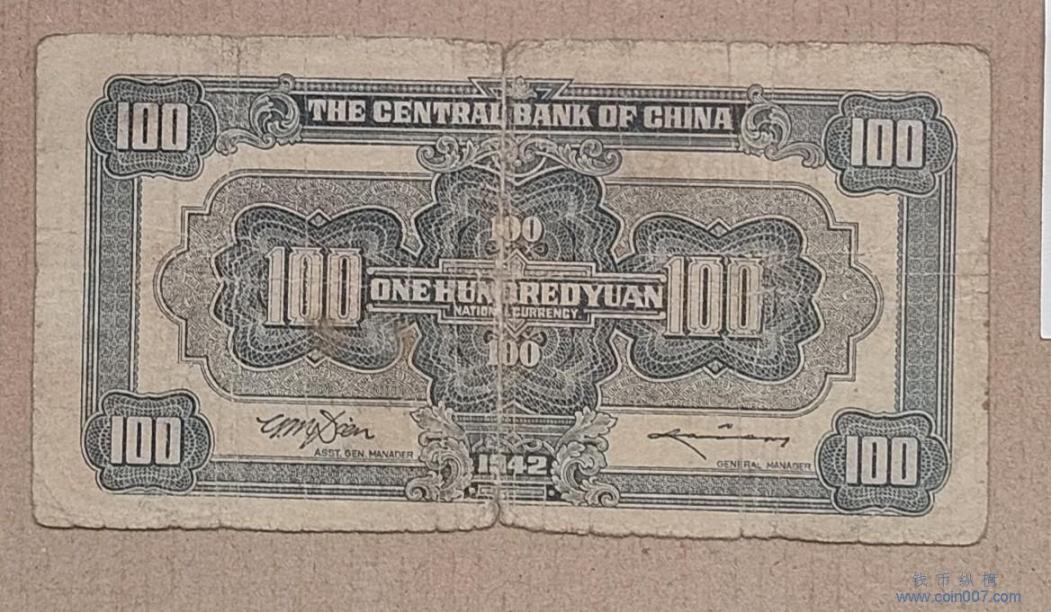 100
THE CENTRAL BANK OF CHINA
100
100
100
ONE HUNDRED YUAN
100
NATIONAL CURRENCY
100
100
ASST. GEN. MANAGER
1942
GENERAL MANAGER
100
钱币纵横
www.coin007.com